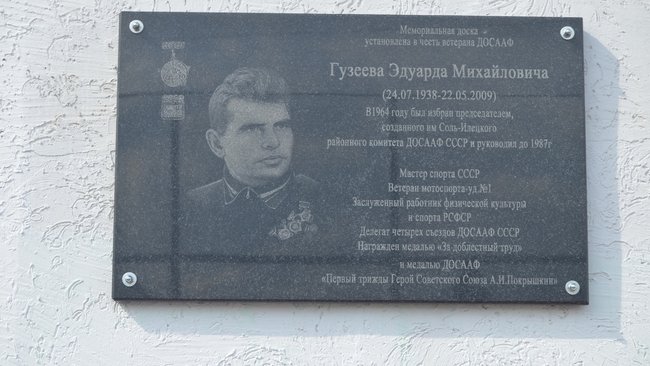 Мемориальная доска
установлена в честь ветерана ДОСААФ
Гузеева Эдуарда Михайловича
(24.07.1938-22.05.2009)
В1964 году был избран председателем,
созданного им Соль-Илецкого
районного комитета ДОСААФ СССР и руководил до 1987г
Мастер спорта СССР
Ветеран мотоспорта-уд.№1
Заслуженный работник физической культуры
и спорта РСФСР
Делегат четырех съездов ДОСААФ СССР
Награжден медалью «За доблестный труд»
и медалью ДОСААФ
«Первый трижды Герой Советского Союза А.И.Покрышкин»